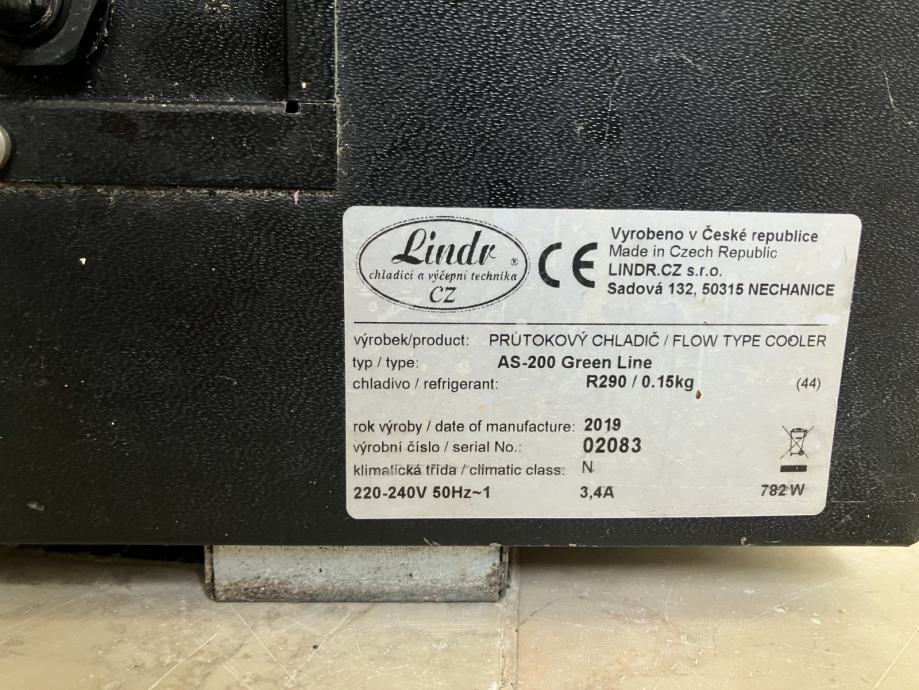 Lindr ®
chladicí a výčepní technika
CZ
CE
Vyrobeno v České republice
Made in Czech Republic
LINDR.CZ s.r.o.
Sadová 132, 50315 NECHANICE
výrobek/product: PRŮTOKOVÝ CHLADIČ / FLOW TYPE COOLER
typ / type: AS-200 Green Line
chladivo / refrigerant: R290 / 0.15kg (44)
rok výroby / date of manufacture: 2019
výrobní číslo / serial No.: 02083
klimatická třída / climatic class: N
220-240V 50Hz~1 3,4A 782 W